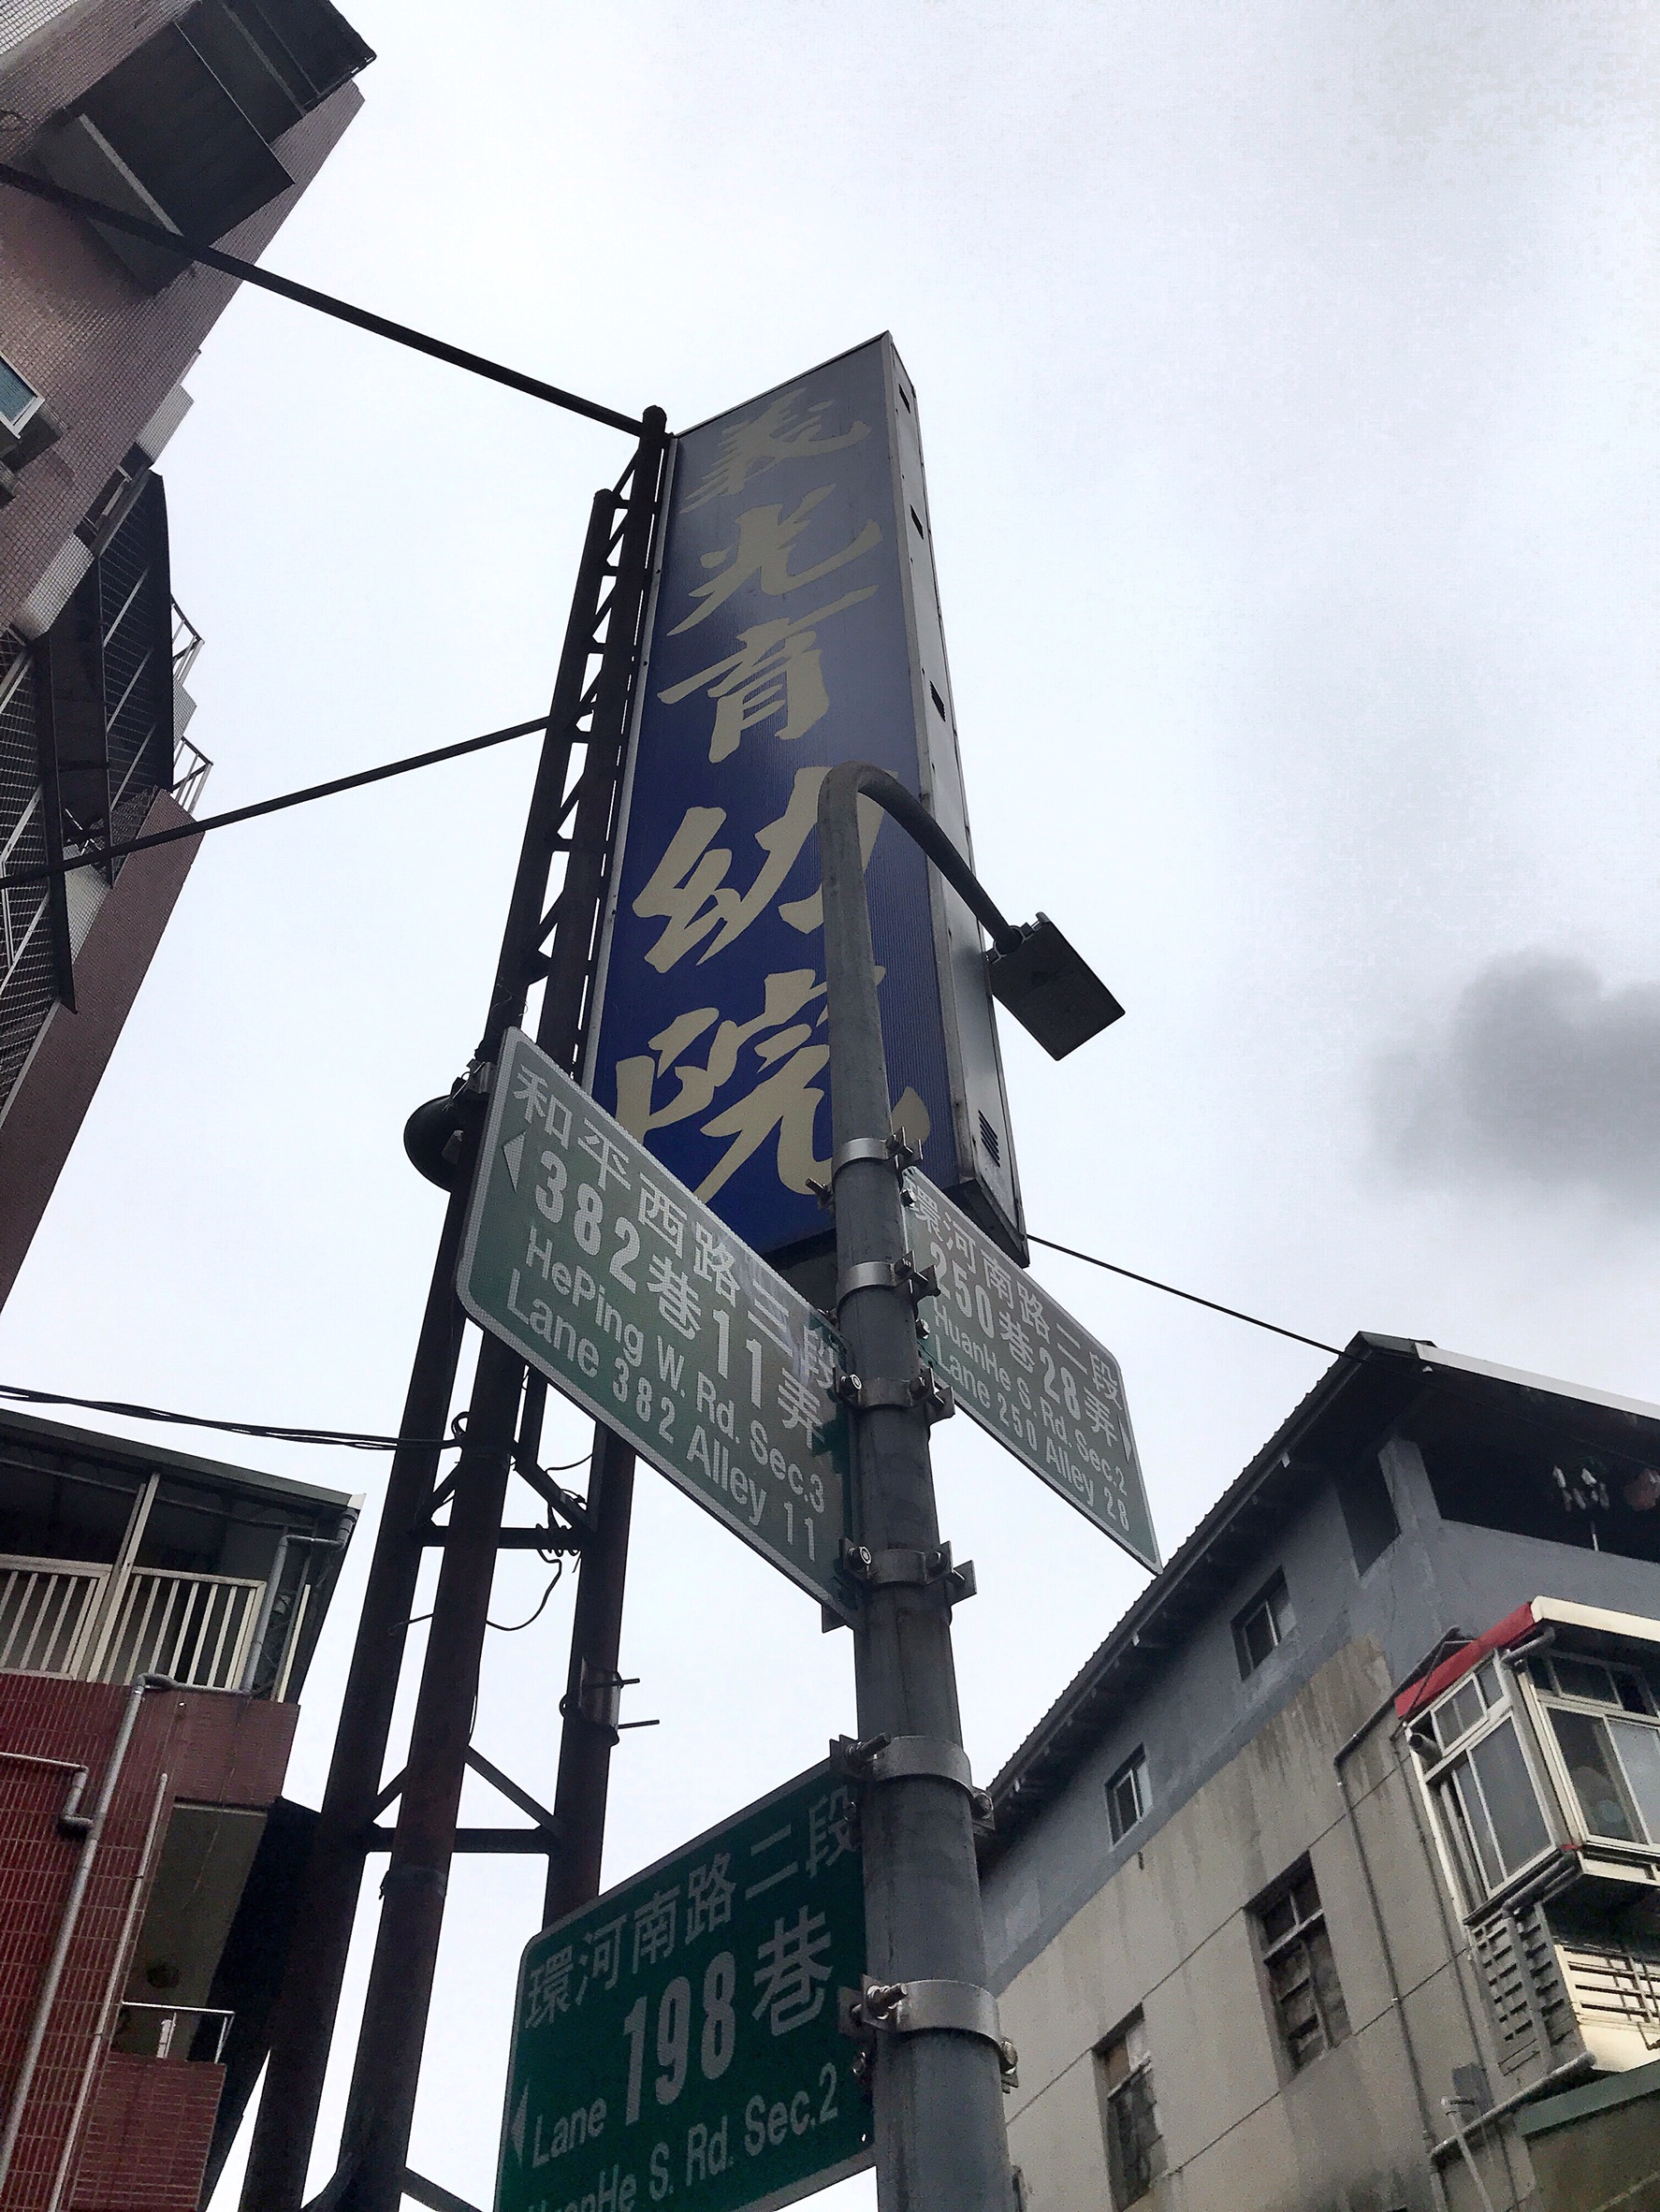 義光育幼院
和平西路三段
382巷11弄
HePing W. Rd. Sec.3
Lane 382 Alley 11
環河南路二段
250巷28弄
HuanHe S. Rd. Sec.2
Lane 250 Alley 28
環河南路二段
Lane 198巷
HuanHe S. Rd. Sec.2